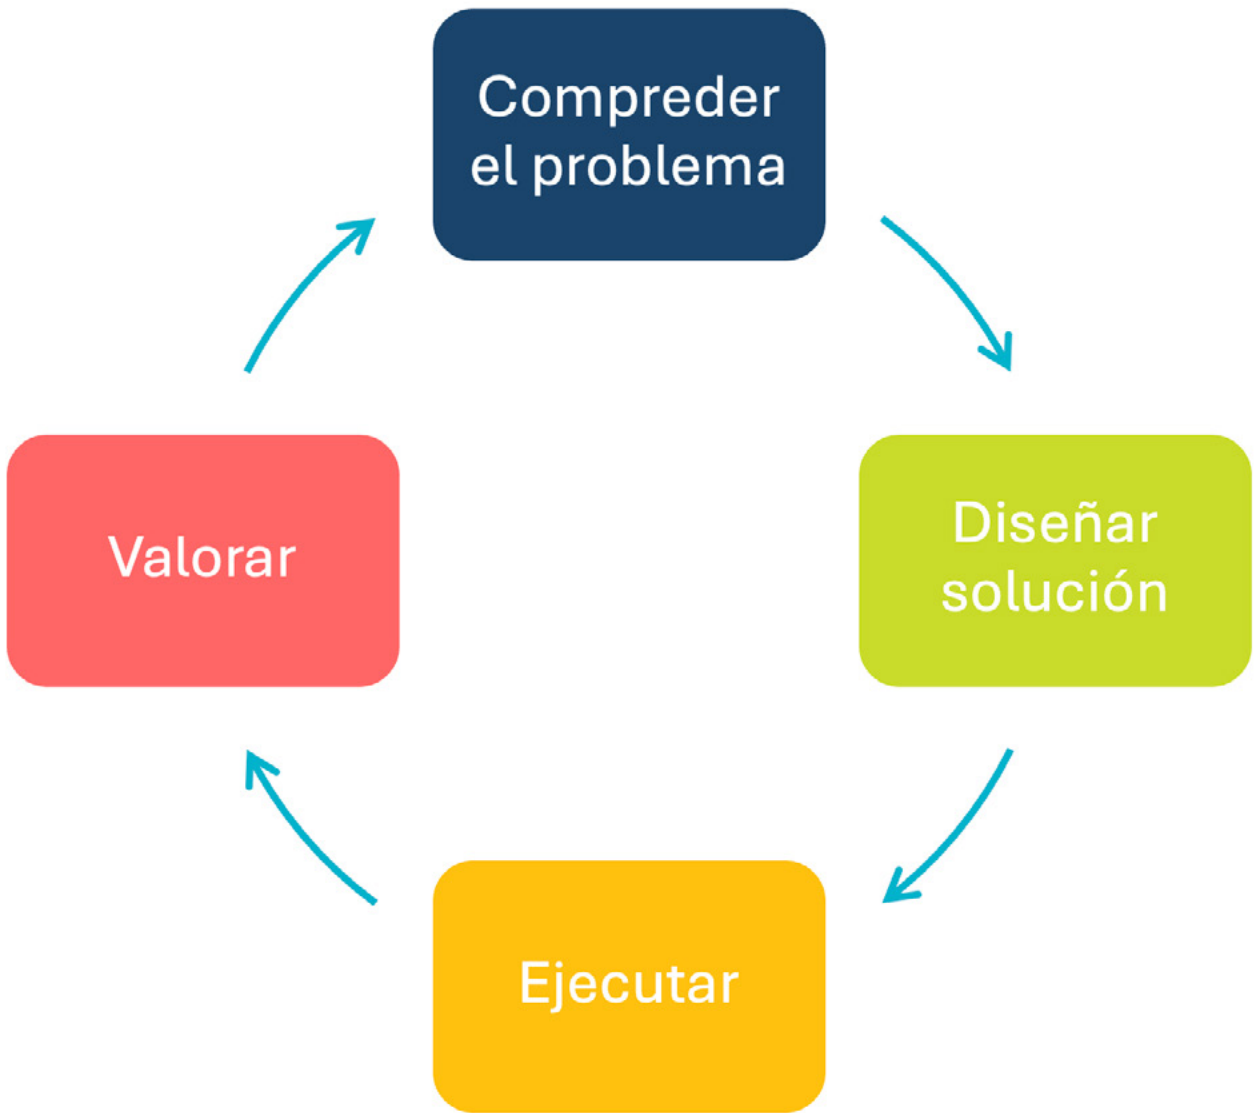 Compreder
el problema
Diseñar
solución
Ejecutar
Valorar